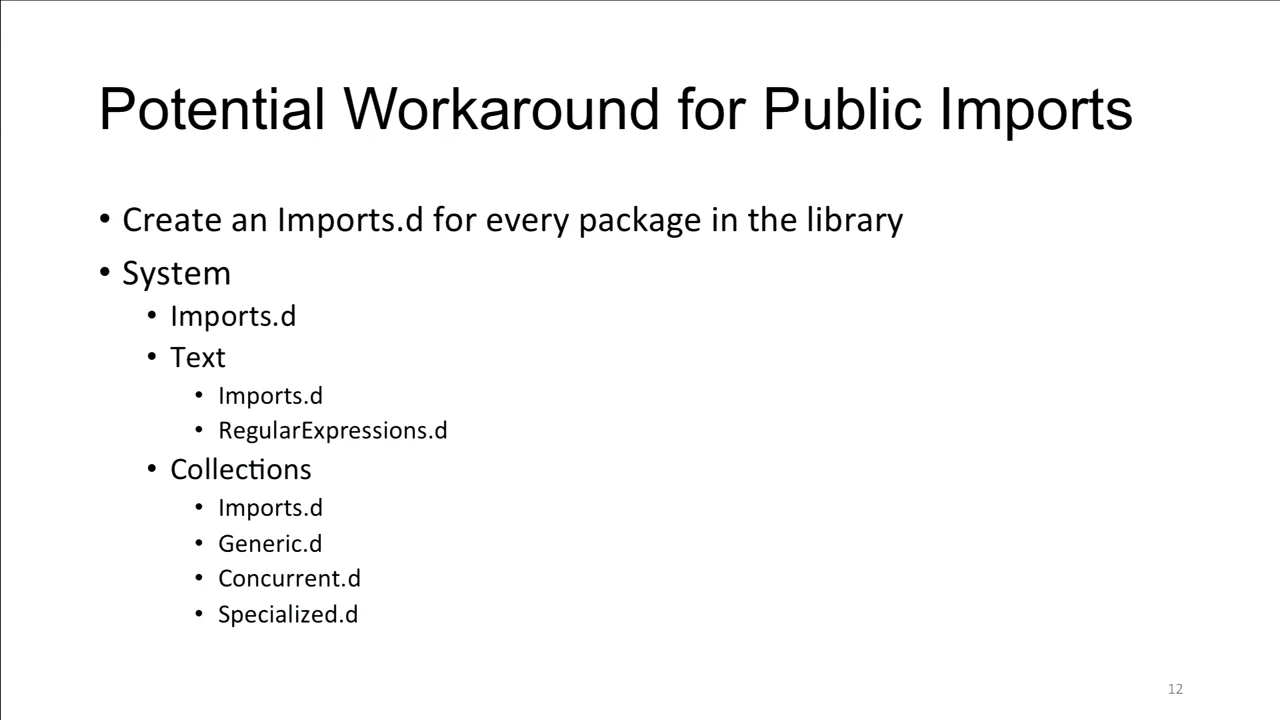 Potential Workaround for Public Imports
• Create an Imports.d for every package in the library
• System
• Imports.d
• Text
• Imports.d
• RegularExpressions.d
• Collections
• Imports.d
• Generic.d
• Concurrent.d
• Specialized.d
12